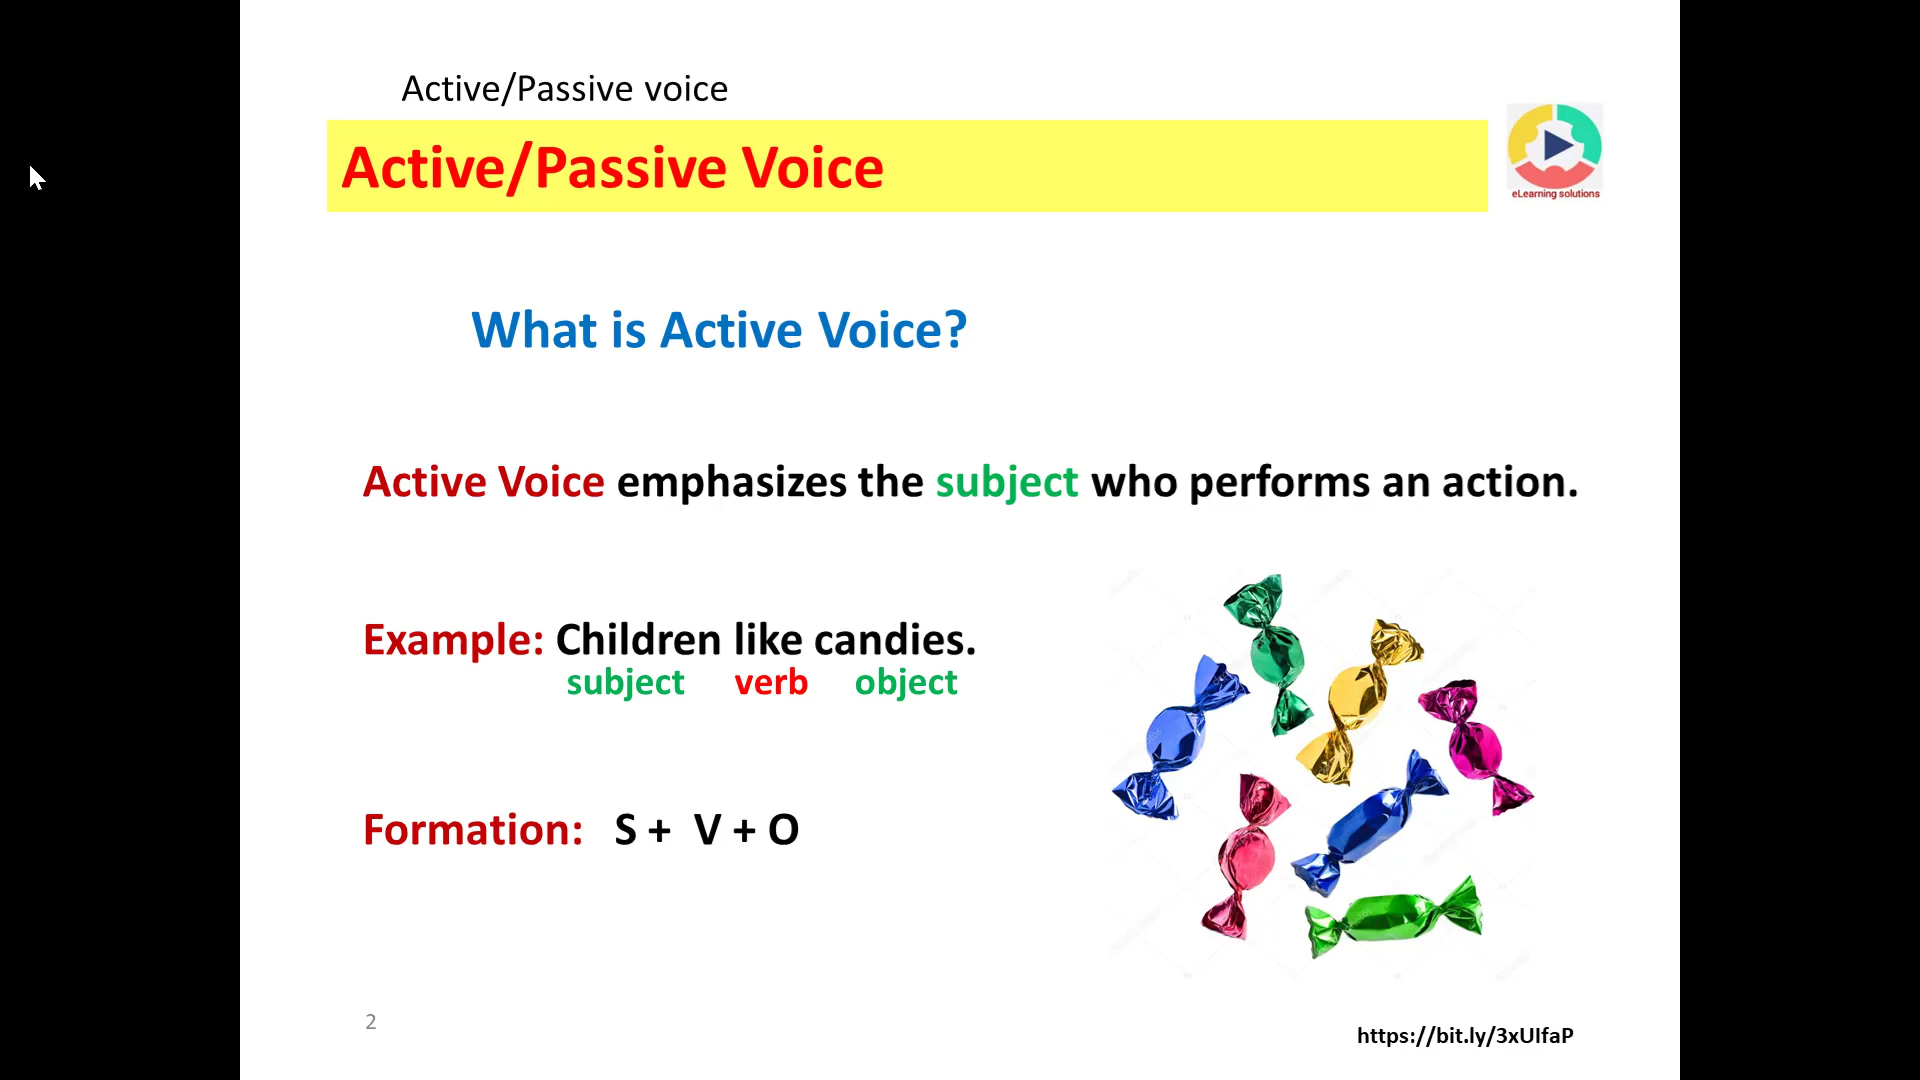 Active/Passive voice
Active/Passive Voice
eLearning solutions
What is Active Voice?
Active Voice emphasizes the subject who performs an action.
Example: Children like candies.
subject verb object
Formation: S + V + O
2
https://bit.ly/3xUIfaP